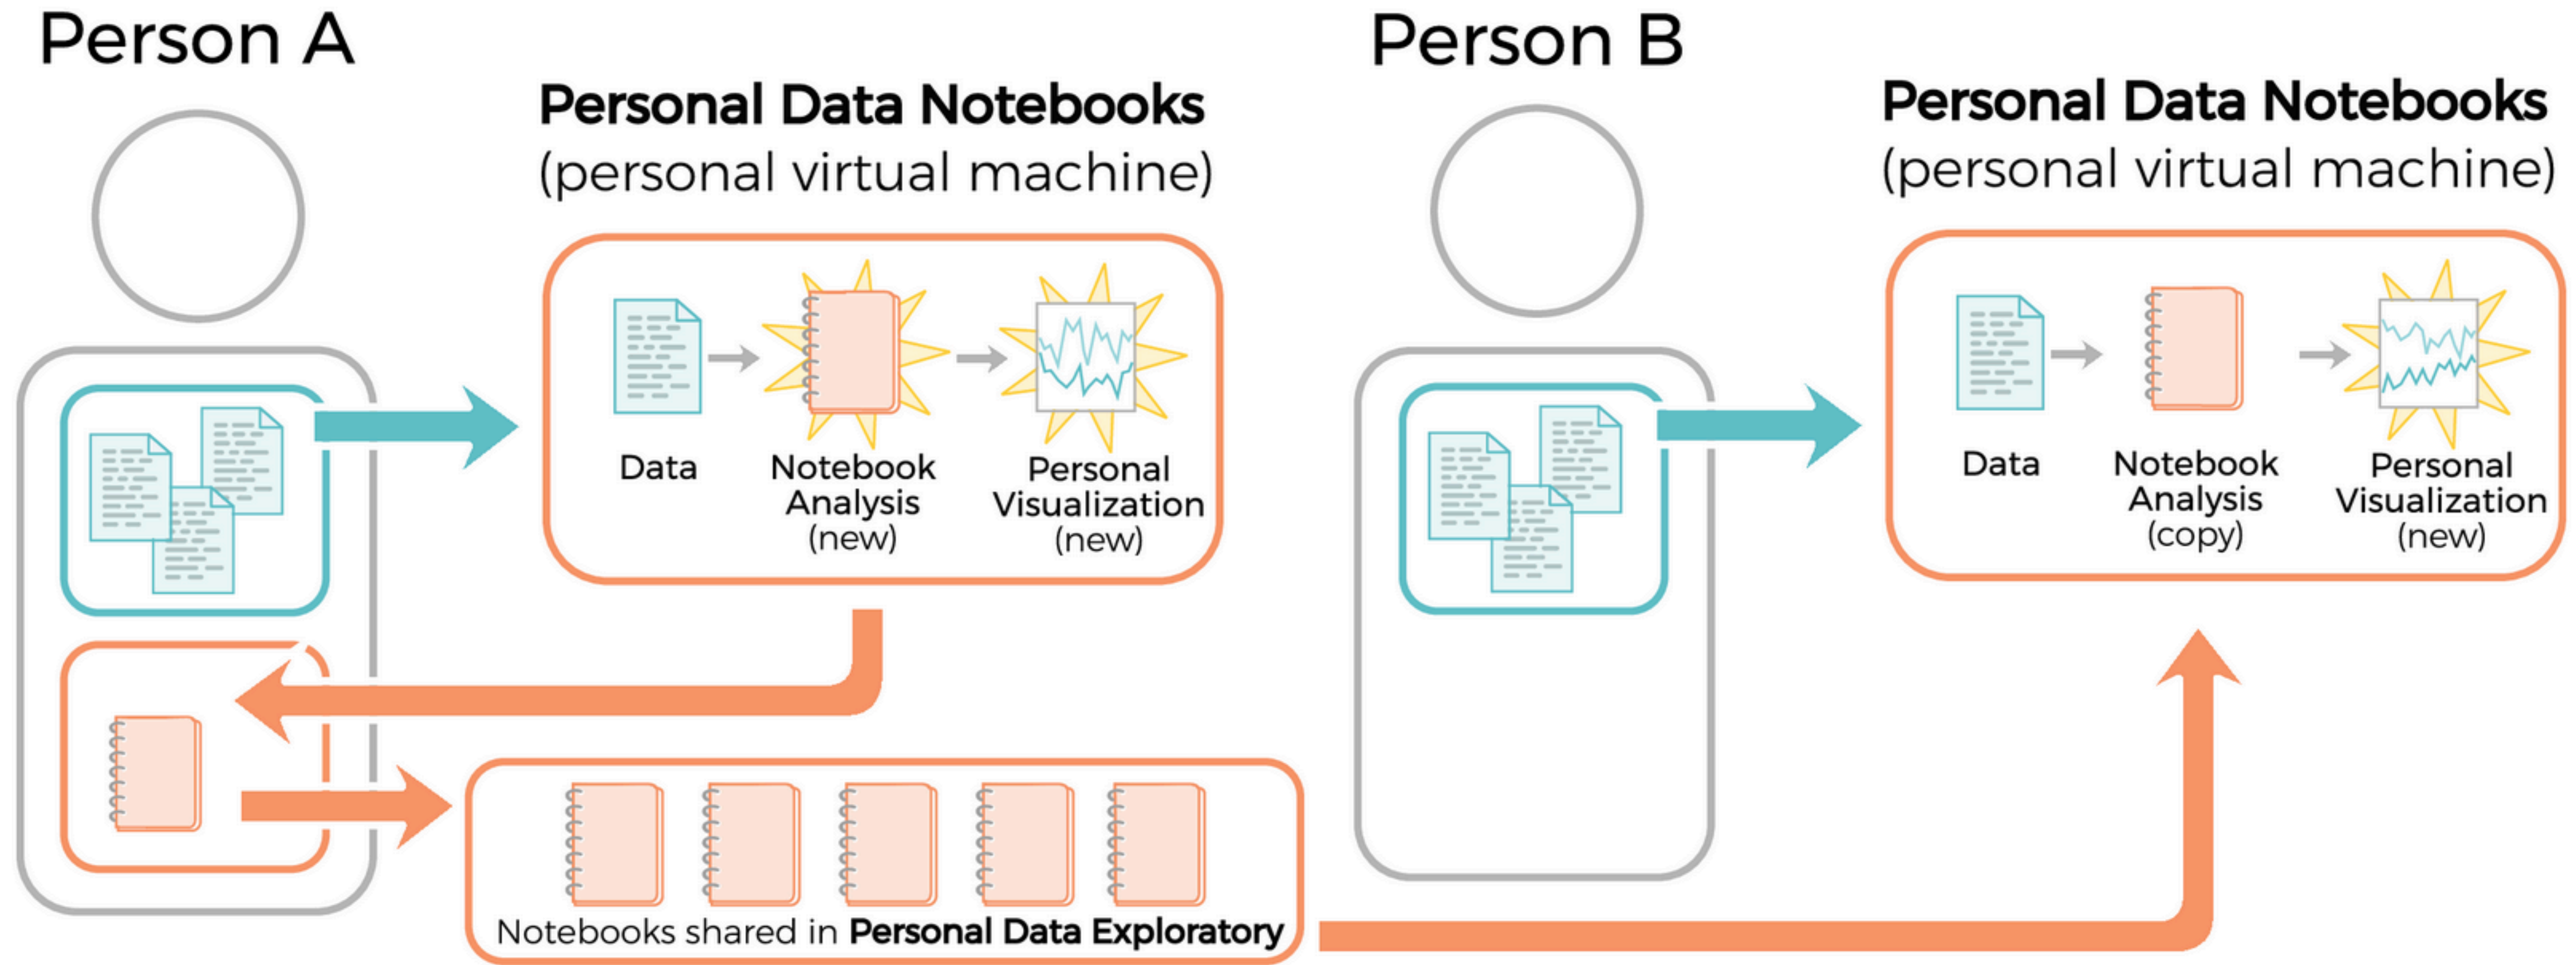 Person A
Personal Data Notebooks
(personal virtual machine)
Data
Notebook
Analysis
(new)
Personal
Visualization
(new)
Notebooks shared in Personal Data Exploratory
Person B
Personal Data Notebooks
(personal virtual machine)
Data
Notebook
Analysis
(copy)
Personal
Visualization
(new)